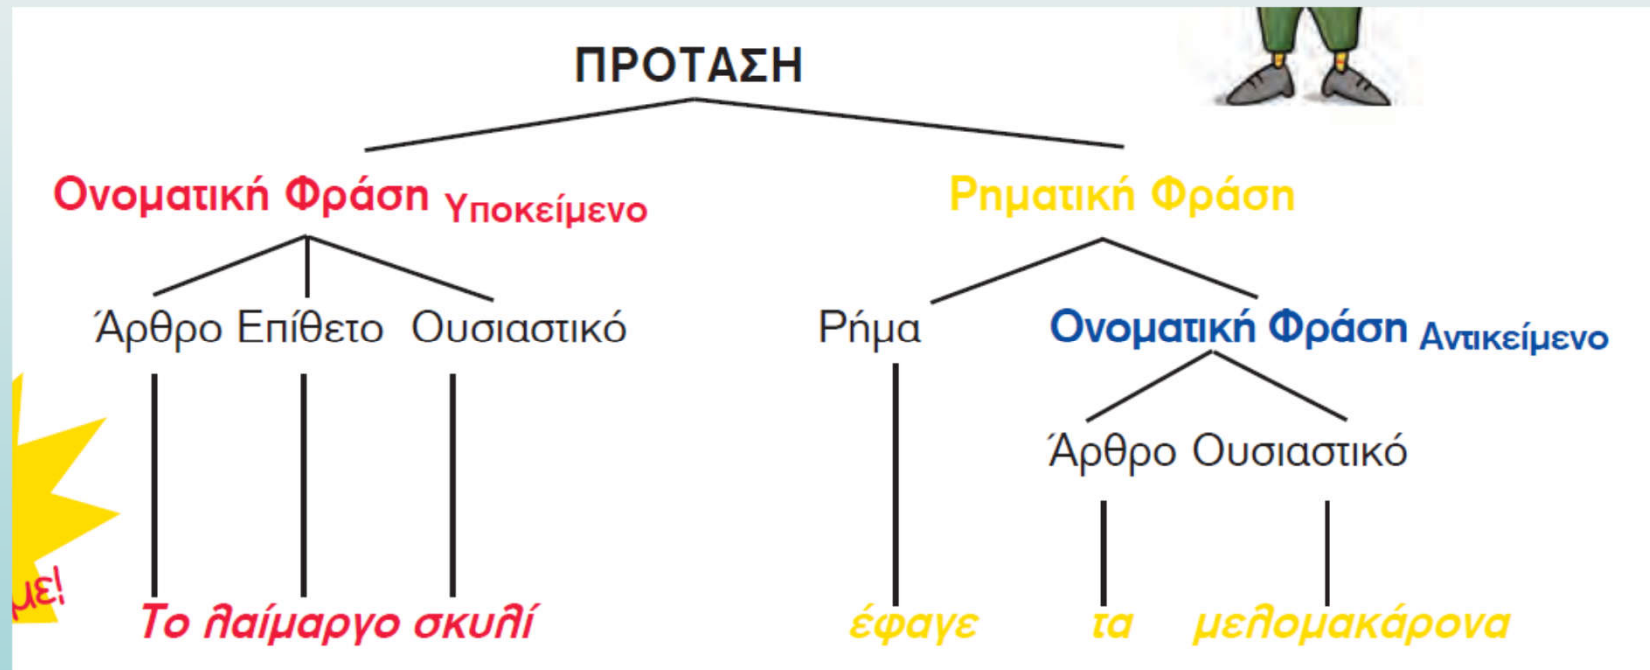 ΠΡΟΤΑΣΗ
Ονοματική Φράση Υποκείμενο Ρηματική Φράση
Άρθρο Επίθετο Ουσιαστικό Ρήμα Ονοματική Φράση Αντικείμενο
Άρθρο Ουσιαστικό
με!
Το λαίμαργο σκυλί έφαγε τα μελομακάρονα